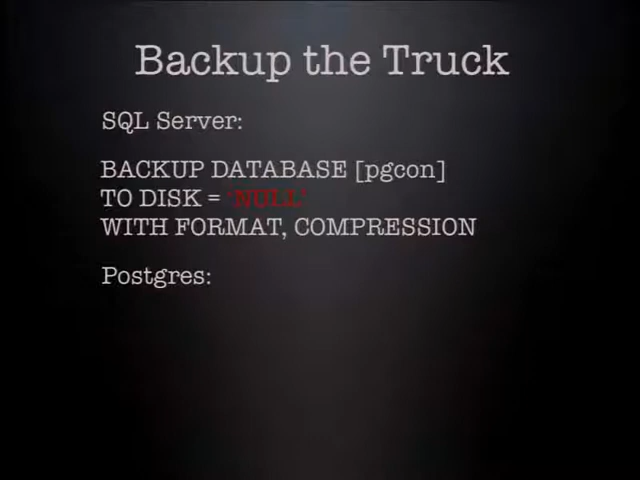 Backup the Truck
SQL Server:
BACKUP DATABASE [pgcon]
TO DISK = 'NULL'
WITH FORMAT, COMPRESSION
Postgres: